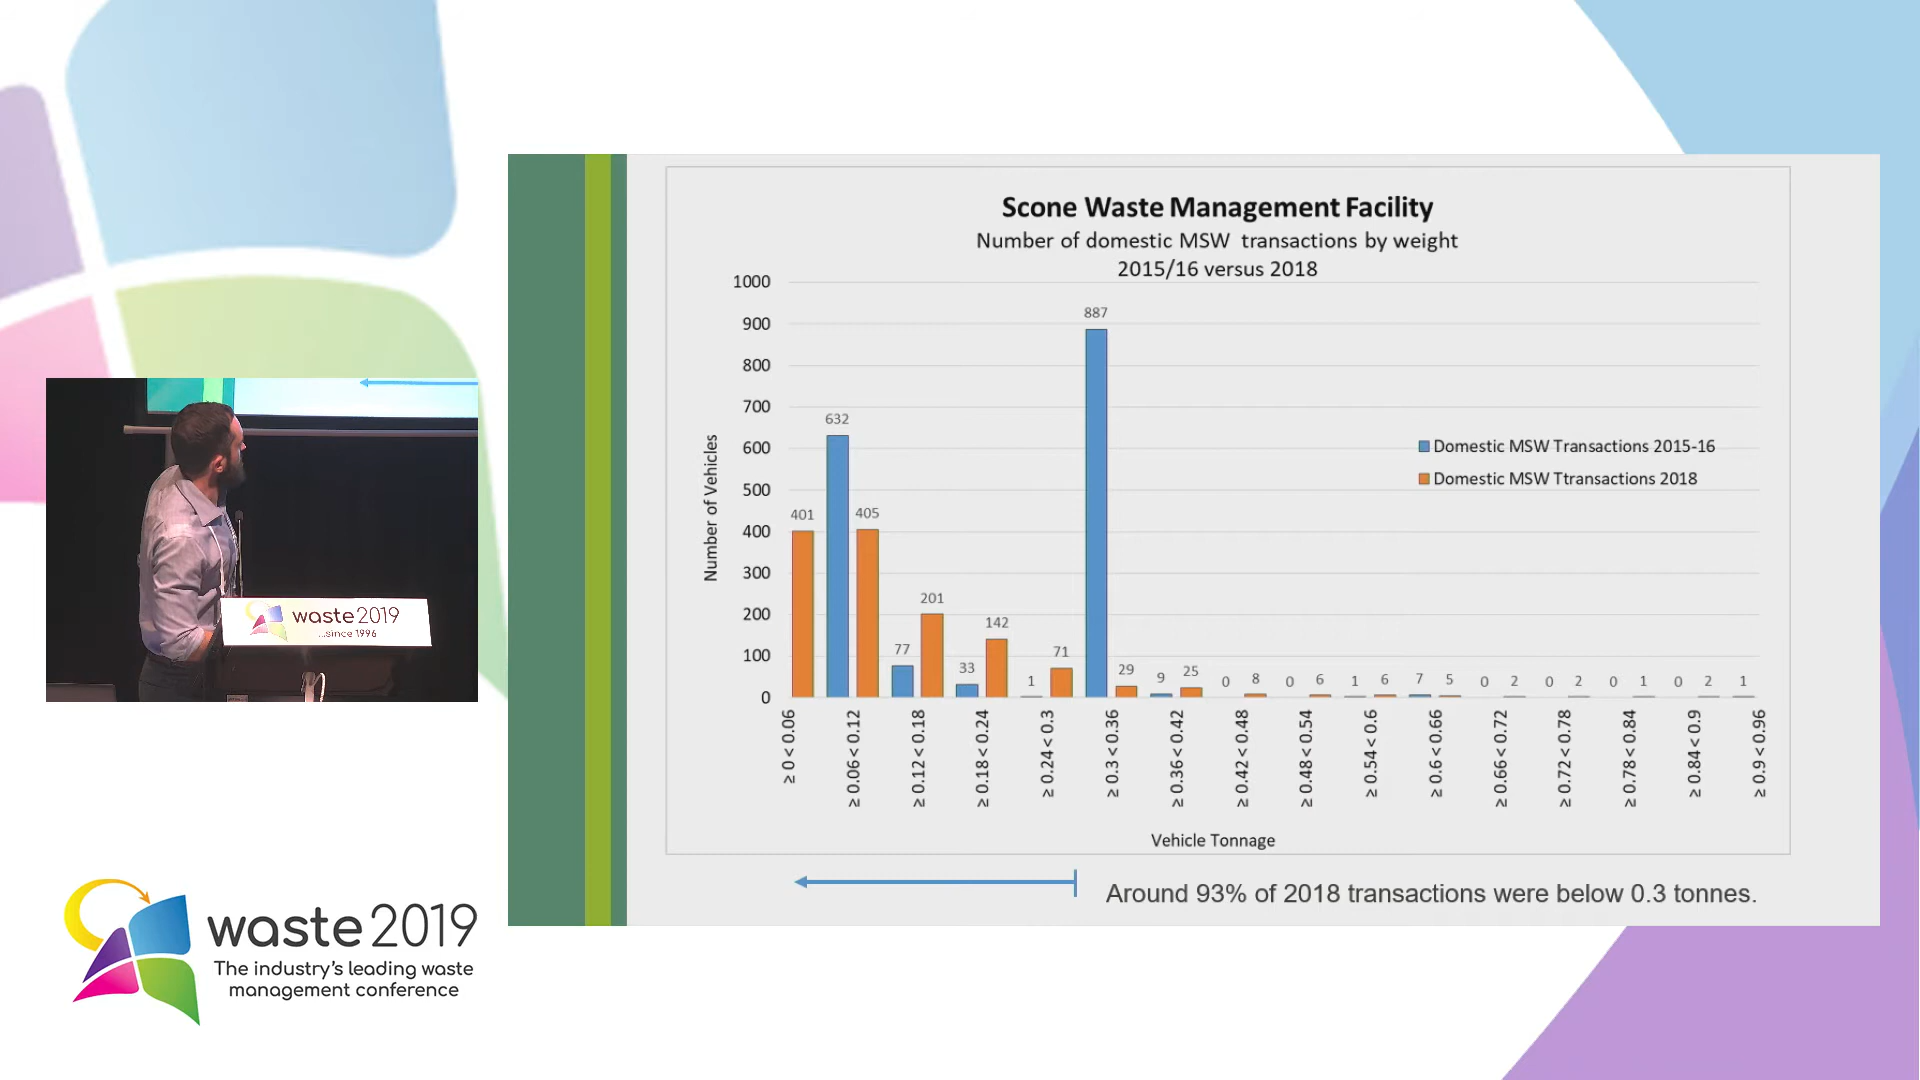 Scone Waste Management Facility
Number of domestic MSW transactions by weight
2015/16 versus 2018
1000
900
800
700
600
500
400
300
200
100
0
Number of Vehicles
401
632
405
77
201
33
142
1
71
887
29
9
25
0
8
0
6
1
6
7
5
0
2
0
2
0
1
0
2
1
Domestic MSW Transactions 2015-16
Domestic MSW Ttransactions 2018
≥ 0 < 0.06
≥ 0.06 < 0.12
≥ 0.12 < 0.18
≥ 0.18 < 0.24
≥ 0.24 < 0.3
≥ 0.3 < 0.36
≥ 0.36 < 0.42
≥ 0.42 < 0.48
≥ 0.48 < 0.54
≥ 0.54 < 0.6
≥ 0.6 < 0.66
≥ 0.66 < 0.72
≥ 0.72 < 0.78
≥ 0.78 < 0.84
≥ 0.84 < 0.9
≥ 0.9 < 0.96
Vehicle Tonnage
Around 93% of 2018 transactions were below 0.3 tonnes.
waste 2019
...since 1996
waste 2019
The industry's leading waste
management conference